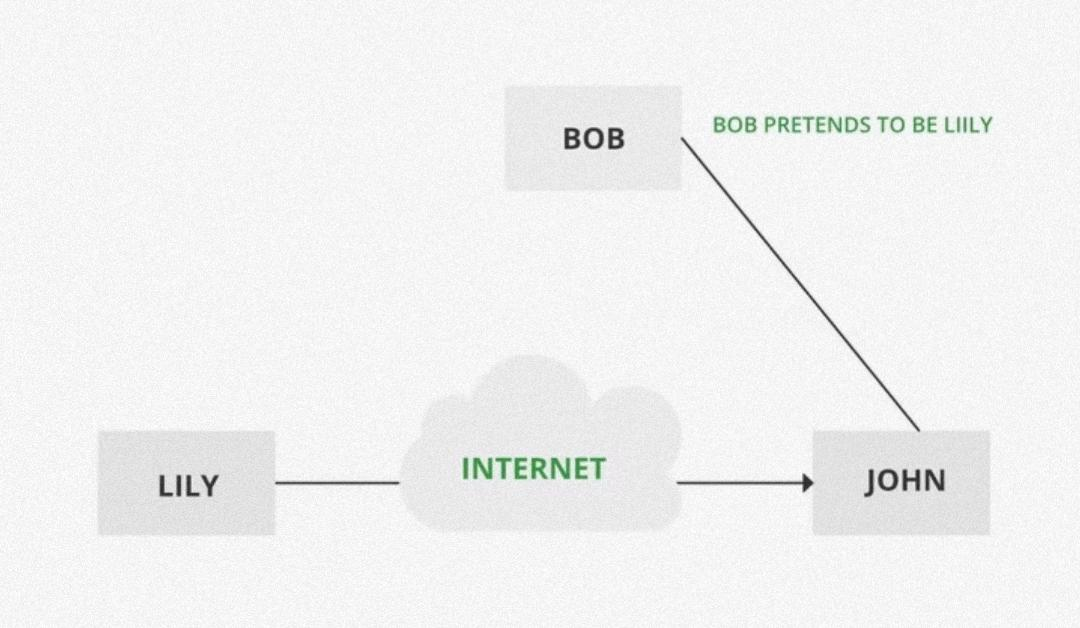 BOB
BOB PRETENDS TO BE LIILY
INTERNET
LILY
JOHN